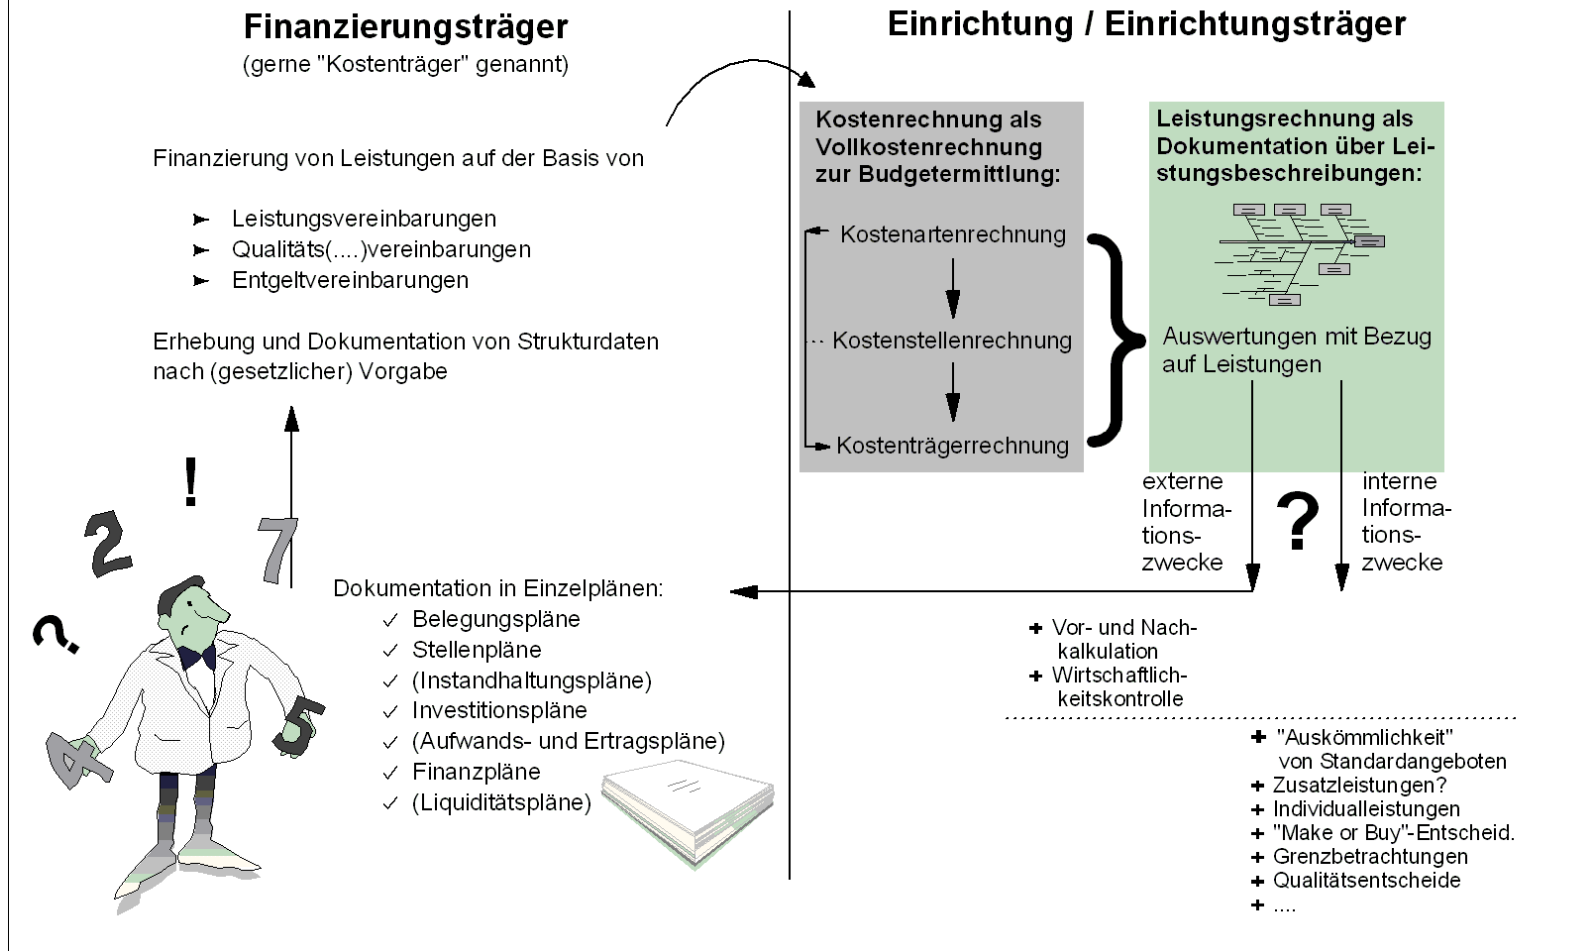 Finanzierungsträger
(gerne "Kostenträger" genannt)
Finanzierung von Leistungen auf der Basis von
Leistungsvereinbarungen
Qualitäts(....)vereinbarungen
Entgeltvereinbarungen
Erhebung und Dokumentation von Strukturdaten
nach (gesetzlicher) Vorgabe
!
2
7
?
4
5
Dokumentation in Einzelplänen:
✓ Belegungspläne
✓ Stellenpläne
✓ (Instandhaltungspläne)
✓ Investitionspläne
✓ (Aufwands- und Ertragspläne)
✓ Finanzpläne
✓ (Liquiditätspläne)
Einrichtung / Einrichtungsträger
Kostenrechnung als
Vollkostenrechnung
zur Budgetermittlung:
Kostenartenrechnung
Kostenstellenrechnung
Kostenträgerrechnung
Leistungsrechnung als
Dokumentation über Lei-
stungsbeschreibungen:
Auswertungen mit Bezug
auf Leistungen
externe
Informa-
tions-
zwecke
?
interne
Informa-
tions-
zwecke
+ Vor- und Nach-
kalkulation
+ Wirtschaftlich-
keitskontrolle
+ "Auskömmlichkeit"
von Standardangeboten
+ Zusatzleistungen?
+ Individualleistungen
+ "Make or Buy"-Entscheid.
+ Grenzbetrachtungen
+ Qualitätsentscheide
+ ....